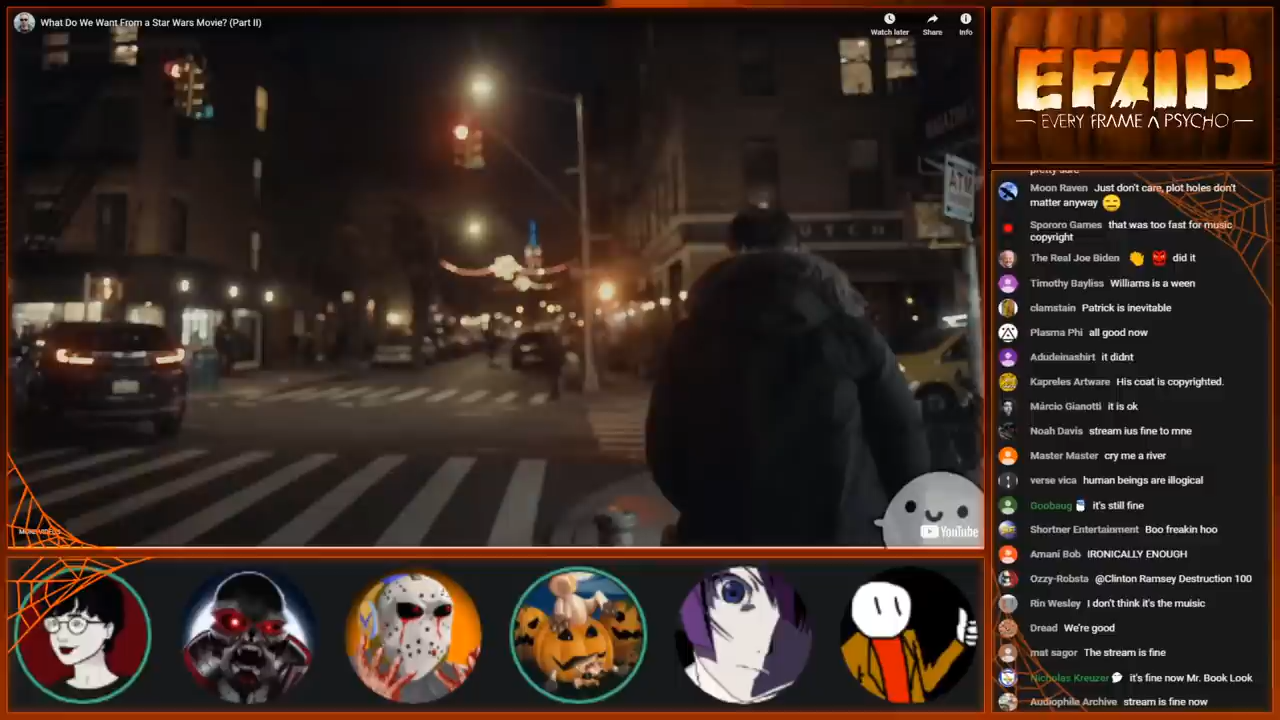 What Do We Want From a Star Wars Movie? (Part II)
Watch later
Share
Info
ATM
YouTube
EFAP
EVERY FRAME A PSYCHO
pretty sure
Moon Raven Just don't care, plot holes don't
matter anyway 😑
Spororo Games that was too fast for music
copyright
The Real Joe Biden 👏 👹 did it
Timothy Bayliss Williams is a ween
clamstain Patrick is inevitable
Plasma Phi all good now
Adudeinashirt it didnt
Kapreles Artware His coat is copyrighted.
Márcio Gianotti it is ok
Noah Davis stream ius fine to mne
Master Master cry me a river
verse vica human beings are illogical
Goobaug it's still fine
Shortner Entertainment Boo freakin hoo
Amani Bob IRONICALLY ENOUGH
Ozzy-Robsta @Clinton Ramsey Destruction 100
Rin Wesley I don't think it's the muisic
Dread We're good
mat sagor The stream is fine
Nicholas Kreuzer it's fine now Mr. Book Look
Audiophile Archive stream is fine now